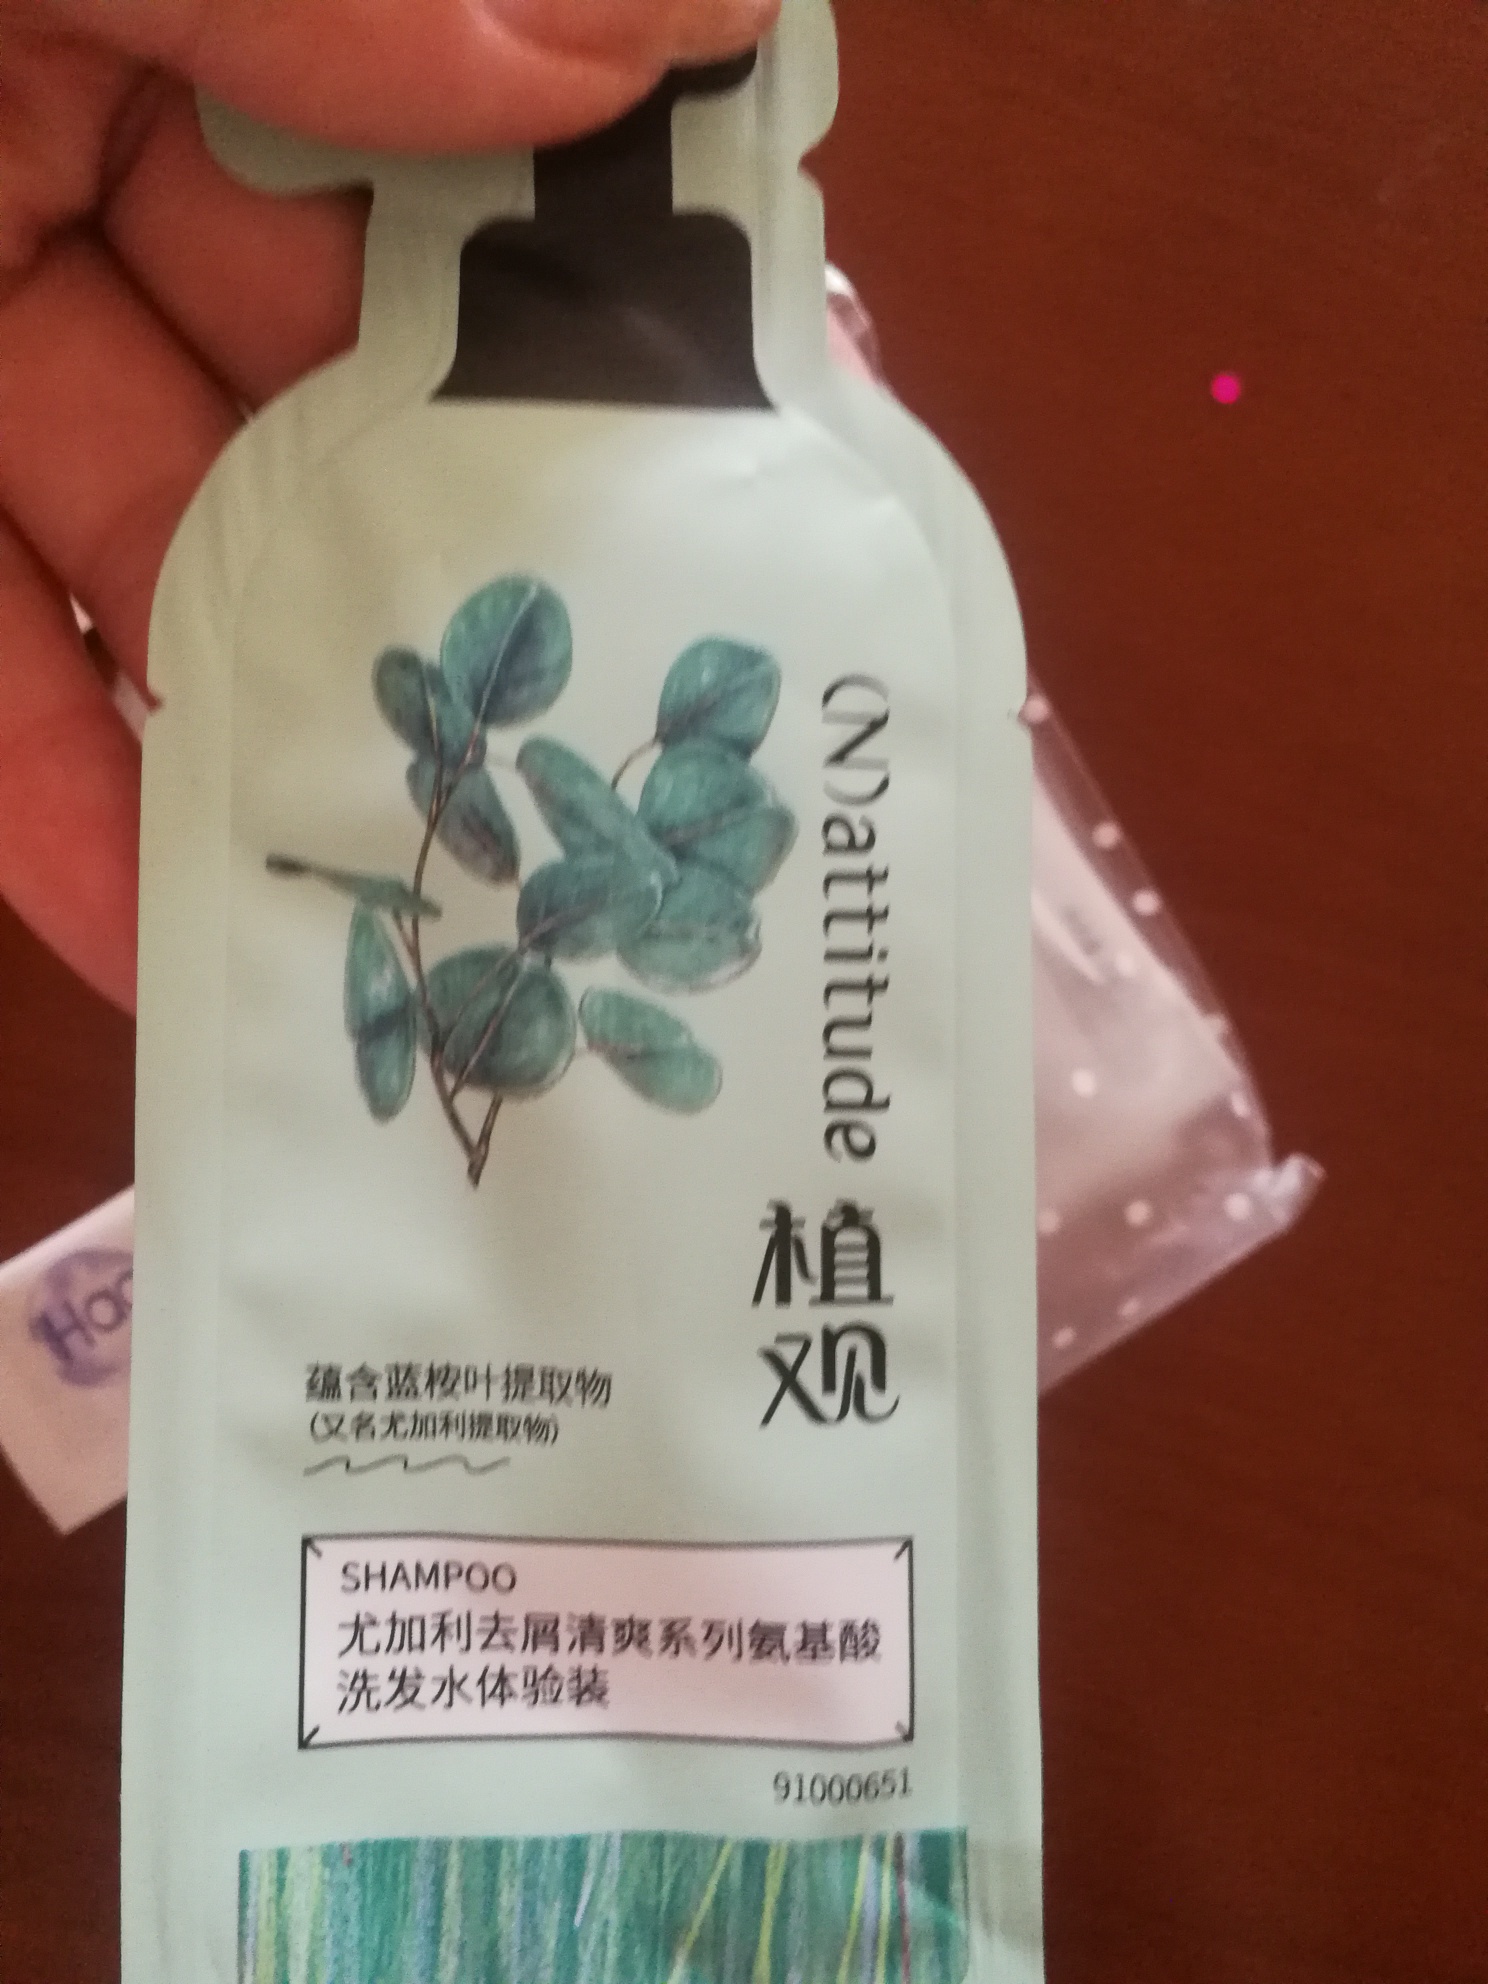 (N)attitude
植观
蕴含蓝桉叶提取物
(又名尤加利提取物)
SHAMPOO
尤加利去屑清爽系列氨基酸
洗发水体验装
91000651